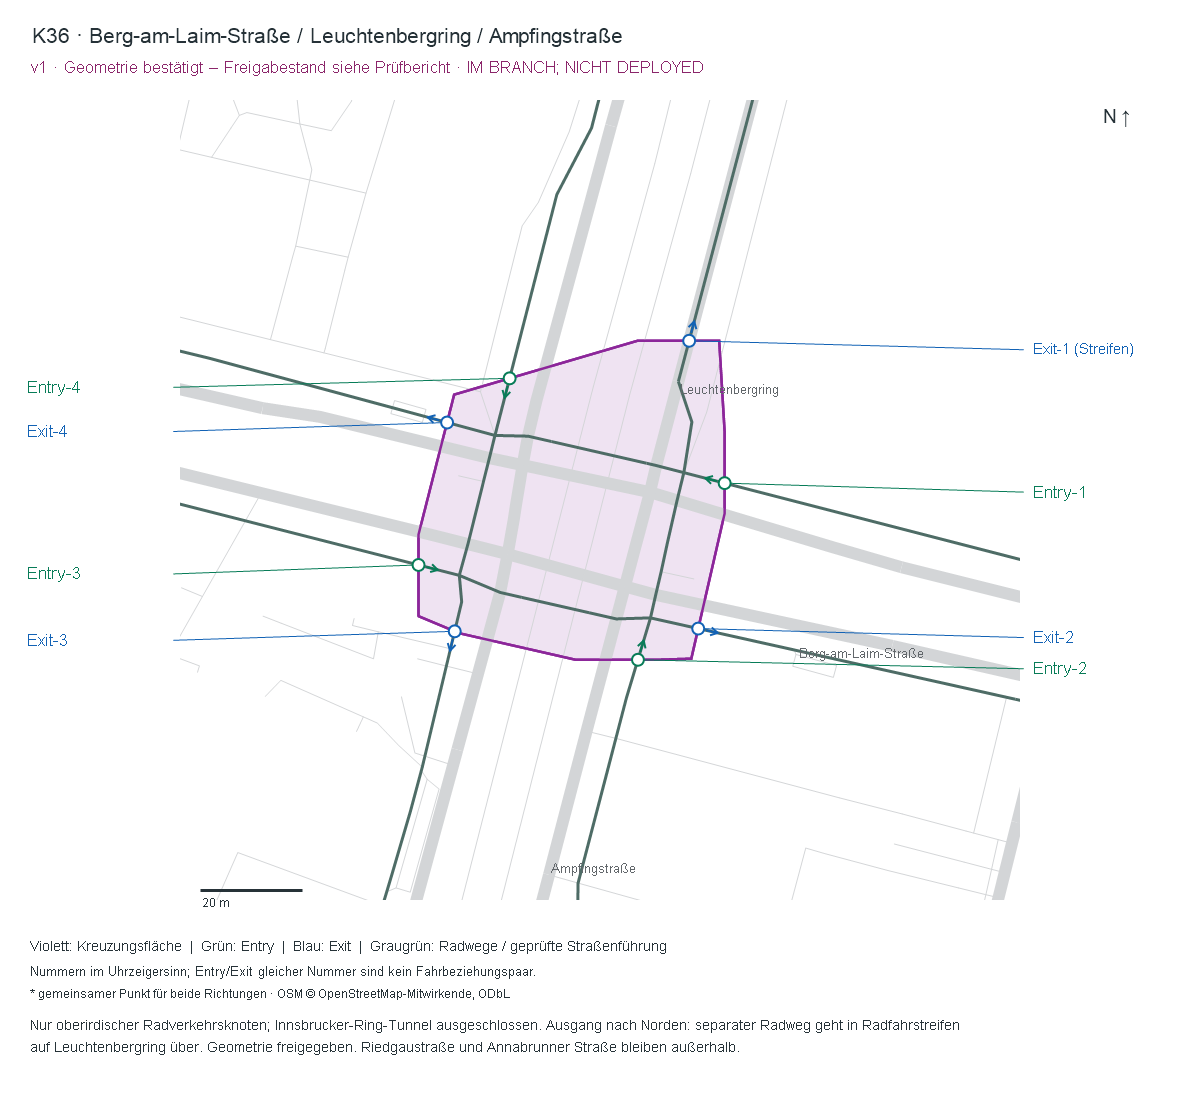 K36 · Berg-am-Laim-Straße / Leuchtenbergring / Ampfingstraße
v1 · Geometrie bestätigt – Freigabestand siehe Prüfbericht · IM BRANCH; NICHT DEPLOYED
N ↑
Exit-1 (Streifen)
Entry-4
Leuchtenbergring
Exit-4
Entry-1
Entry-3
Exit-3
Exit-2
Berg-am-Laim-Straße
Entry-2
Ampfingstraße
20 m
Violett: Kreuzungsfläche | Grün: Entry | Blau: Exit | Graugrün: Radwege / geprüfte Straßenführung
Nummern im Uhrzeigersinn; Entry/Exit gleicher Nummer sind kein Fahrbeziehungspaar.
* gemeinsamer Punkt für beide Richtungen · OSM © OpenStreetMap-Mitwirkende, ODbL
Nur oberirdischer Radverkehrsknoten; Innsbrucker-Ring-Tunnel ausgeschlossen. Ausgang nach Norden: separater Radweg geht in Radfahrstreifen
auf Leuchtenbergring über. Geometrie freigegeben. Riedgaustraße und Annabrunner Straße bleiben außerhalb.